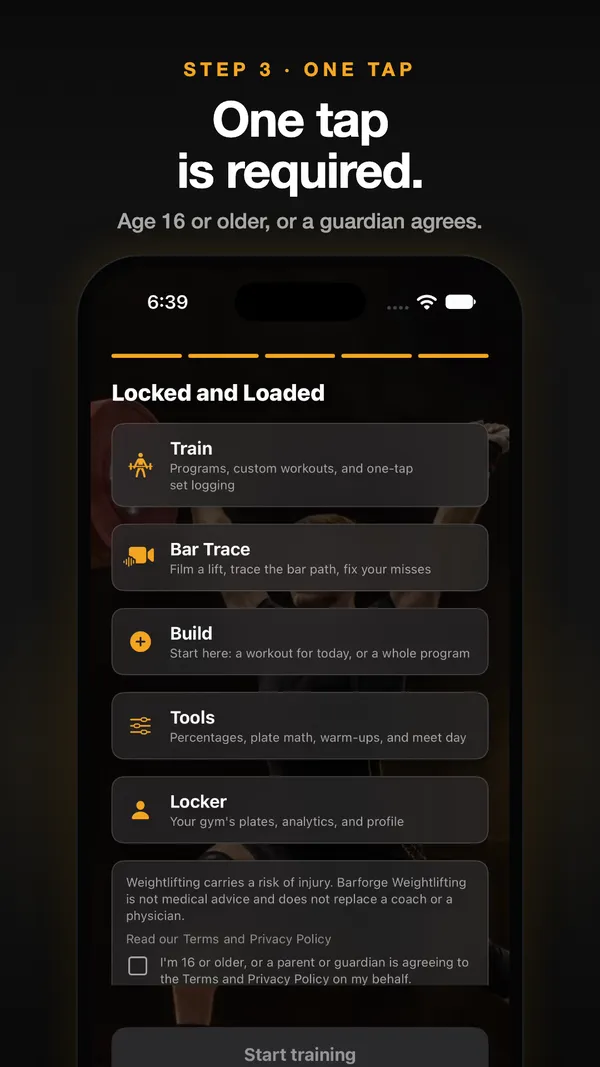 STEP 3 · ONE TAP
One tap
is required.
Age 16 or older, or a guardian agrees.
6:39
Locked and Loaded
Train
Programs, custom workouts, and one-tap
set logging
Bar Trace
Film a lift, trace the bar path, fix your misses
Build
Start here: a workout for today, or a whole program
Tools
Percentages, plate math, warm-ups, and meet day
Locker
Your gym's plates, analytics, and profile
Weightlifting carries a risk of injury. Barforge Weightlifting
is not medical advice and does not replace a coach or a
physician.
Read our Terms and Privacy Policy
I'm 16 or older, or a parent or guardian is agreeing to
the Terms and Privacy Policy on my behalf.
Start training